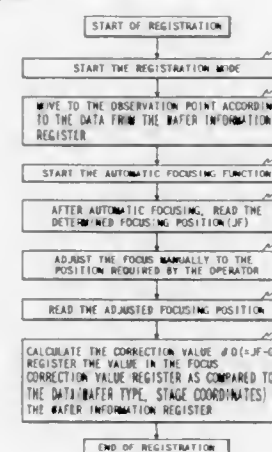 START OF REGISTRATION
START THE REGISTRATION MODE
MOVE TO THE OBSERVATION POINT ACCORDIN
TO THE DATA FROM THE WAFER INFORMATION
REGISTER
START THE AUTOMATIC FOCUSING FUNCTION
AFTER AUTOMATIC FOCUSING, READ THE
DETERMINED FOCUSING POSITION (JF)
ADJUST THE FOCUS MANUALLY TO THE
POSITION REQUIRED BY THE OPERATOR
READ THE ADJUSTED FOCUSING POSITION
CALCULATE THE CORRECTION VALUE (=JF-
REGISTER THE VALUE IN THE FOCUS
CORRECTION VALUE REGISTER AS COMPARED TO
THE DATA WAFER TYPE, STAGE COORDINATES)
THE WAFER INFORMATION REGISTER
END OF REGISTRATION